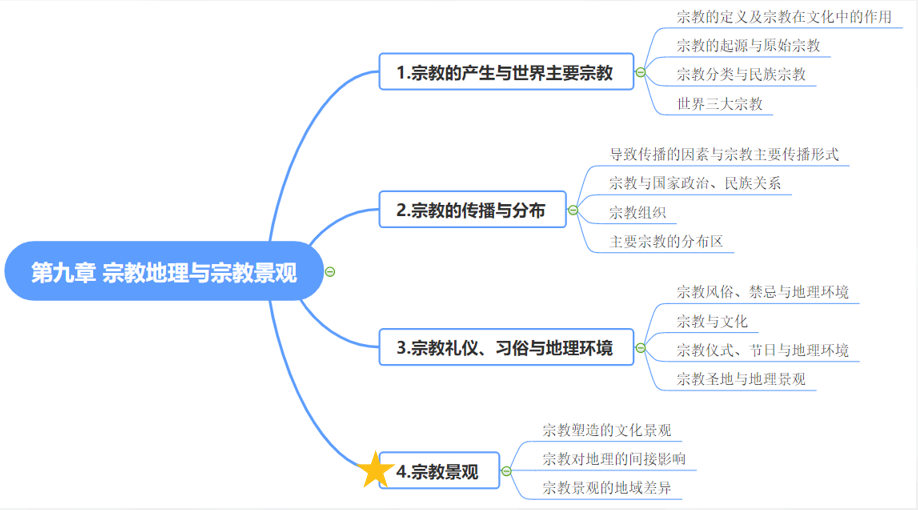 第九章 宗教地理与宗教景观
1.宗教的产生与世界主要宗教
宗教的定义及宗教在文化中的作用
宗教的起源与原始宗教
宗教分类与民族宗教
世界三大宗教
2.宗教的传播与分布
导致传播的因素与宗教主要传播形式
宗教与国家政治、民族关系
宗教组织
主要宗教的分布区
3.宗教礼仪、习俗与地理环境
宗教风俗、禁忌与地理环境
宗教与文化
宗教仪式、节日与地理环境
宗教圣地与地理景观
4.宗教景观
宗教塑造的文化景观
宗教对地理的间接影响
宗教景观的地域差异